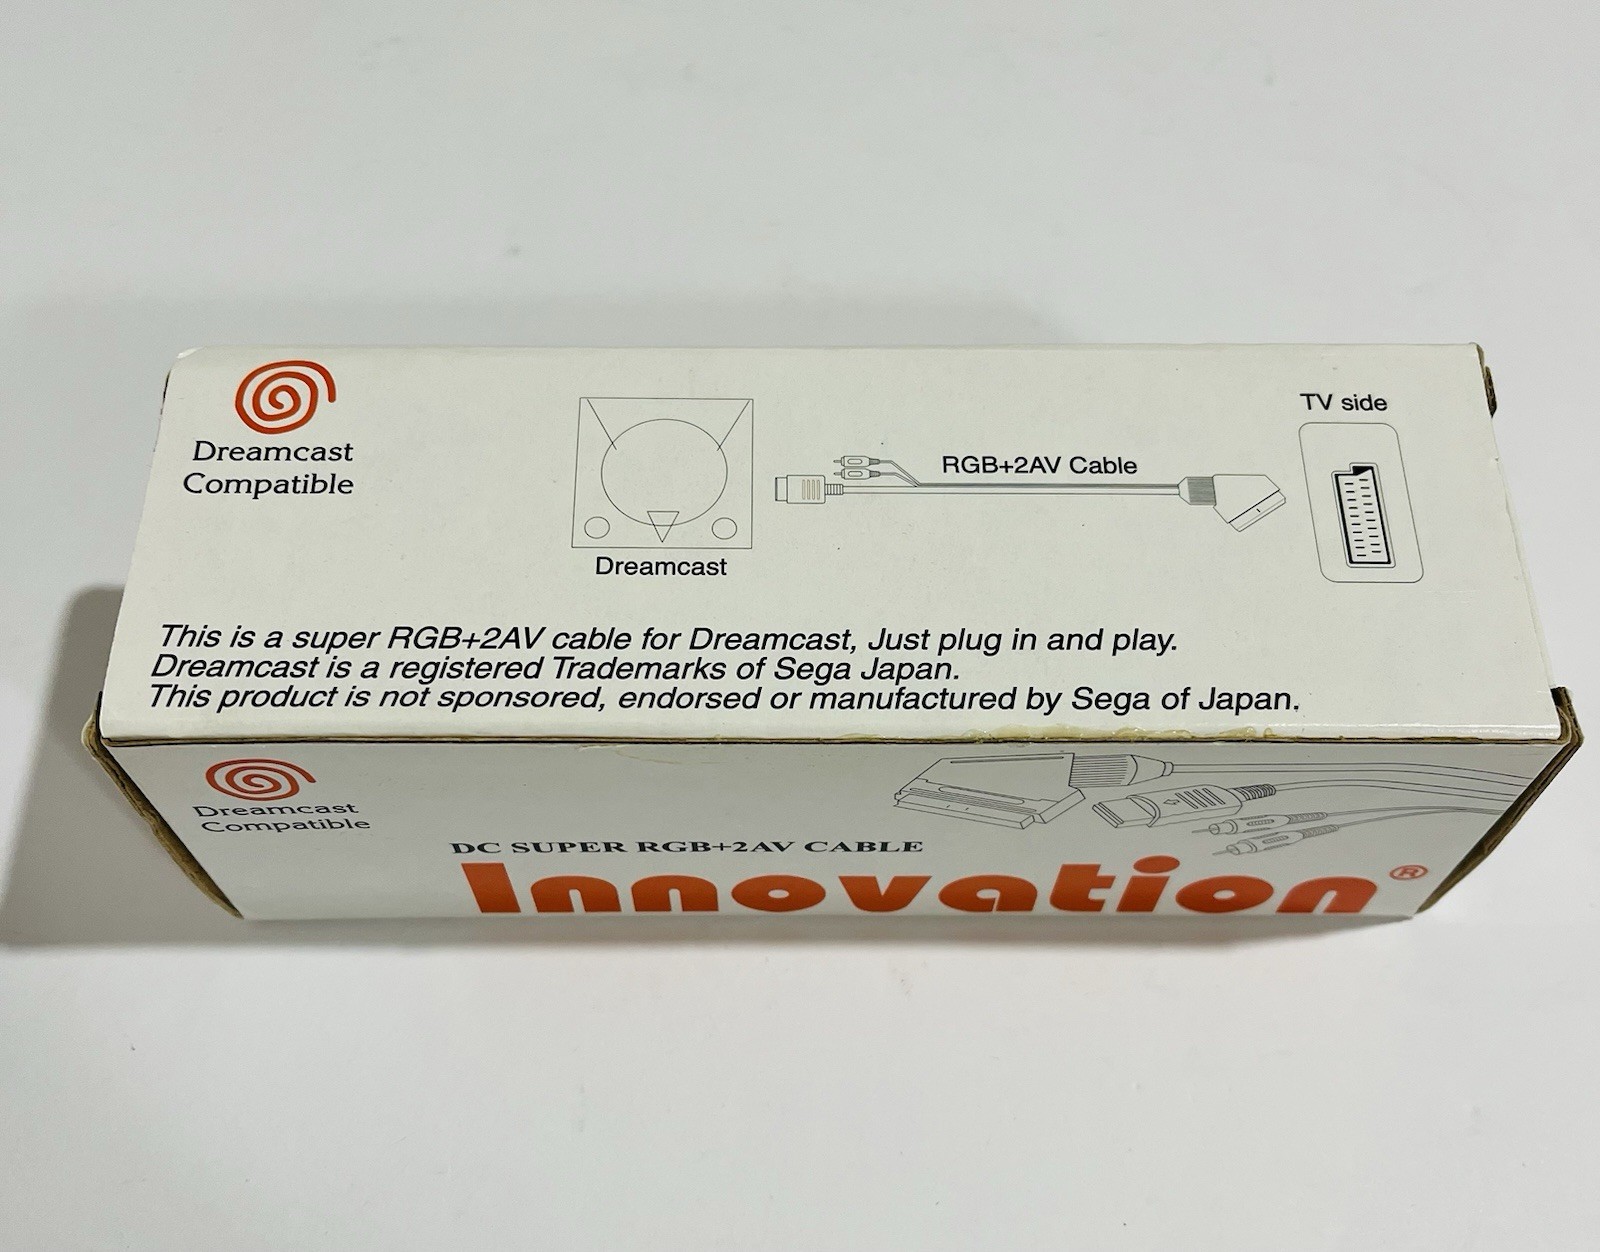 Dreamcast
Compatible
TV side
RGB+2AV Cable
Dreamcast
This is a super RGB+2AV cable for Dreamcast, Just plug in and play.
Dreamcast is a registered Trademarks of Sega Japan.
This product is not sponsored, endorsed or manufactured by Sega of Japan.
Dreamcast
Compatible
DC SUPER RGB+2AV CABLE
Innovation®